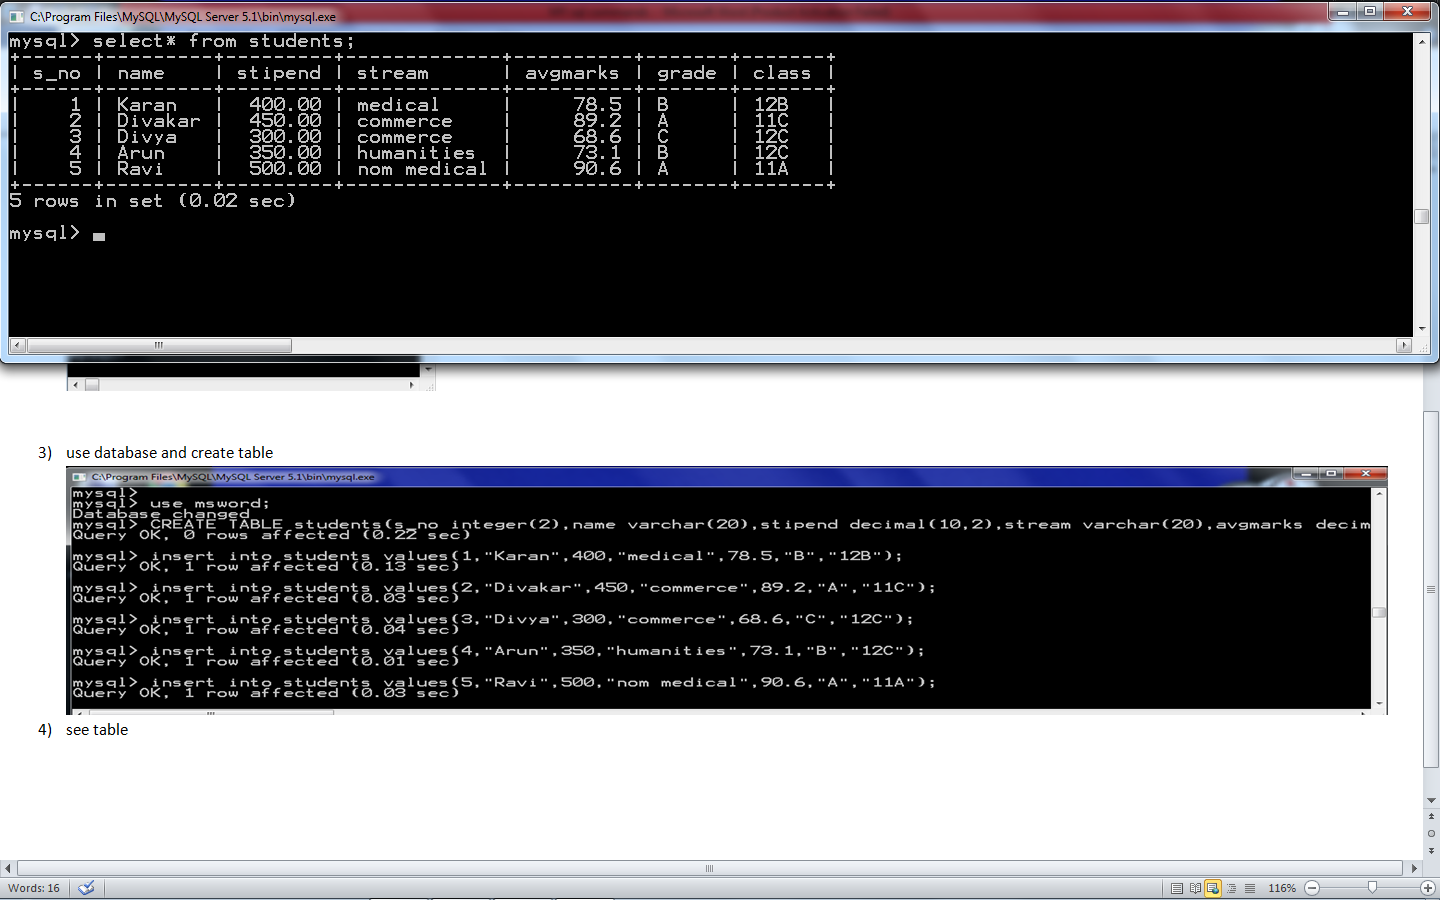 C:\Program Files\MySQL\MySQL Server 5.1\bin\mysql.exe
mysql> select* from students;
+------+---------+---------+-------------+----------+-------+-------+
| s_no | name    | stipend | stream      | avgmarks | grade | class |
+------+---------+---------+-------------+----------+-------+-------+
|    1 | Karan   |  400.00 | medical     |     78.5 | B     | 12B   |
|    2 | Divakar |  450.00 | commerce    |     89.2 | A     | 11C   |
|    3 | Divya   |  300.00 | commerce    |     68.6 | C     | 12C   |
|    4 | Arun    |  350.00 | humanities  |     73.1 | B     | 12C   |
|    5 | Ravi    |  500.00 | nom medical |     90.6 | A     | 11A   |
+------+---------+---------+-------------+----------+-------+-------+
5 rows in set (0.02 sec)
mysql>
3) use database and create table
C:\Program Files\MySQL\MySQL Server 5.1\bin\mysql.exe
mysql>
mysql> use msword;
Database changed
mysql> CREATE TABLE students(s_no integer(2),name varchar(20),stipend decimal(10,2),stream varchar(20),avgmarks decim
Query OK, 0 rows affected (0.22 sec)
mysql> insert into students values(1,"Karan",400,"medical",78.5,"B","12B");
Query OK, 1 row affected (0.13 sec)
mysql> insert into students values(2,"Divakar",450,"commerce",89.2,"A","11C");
Query OK, 1 row affected (0.03 sec)
mysql> insert into students values(3,"Divya",300,"commerce",68.6,"C","12C");
Query OK, 1 row affected (0.04 sec)
mysql> insert into students values(4,"Arun",350,"humanities",73.1,"B","12C");
Query OK, 1 row affected (0.01 sec)
mysql> insert into students values(5,"Ravi",500,"nom medical",90.6,"A","11A");
Query OK, 1 row affected (0.03 sec)
4) see table
Words: 16
116%